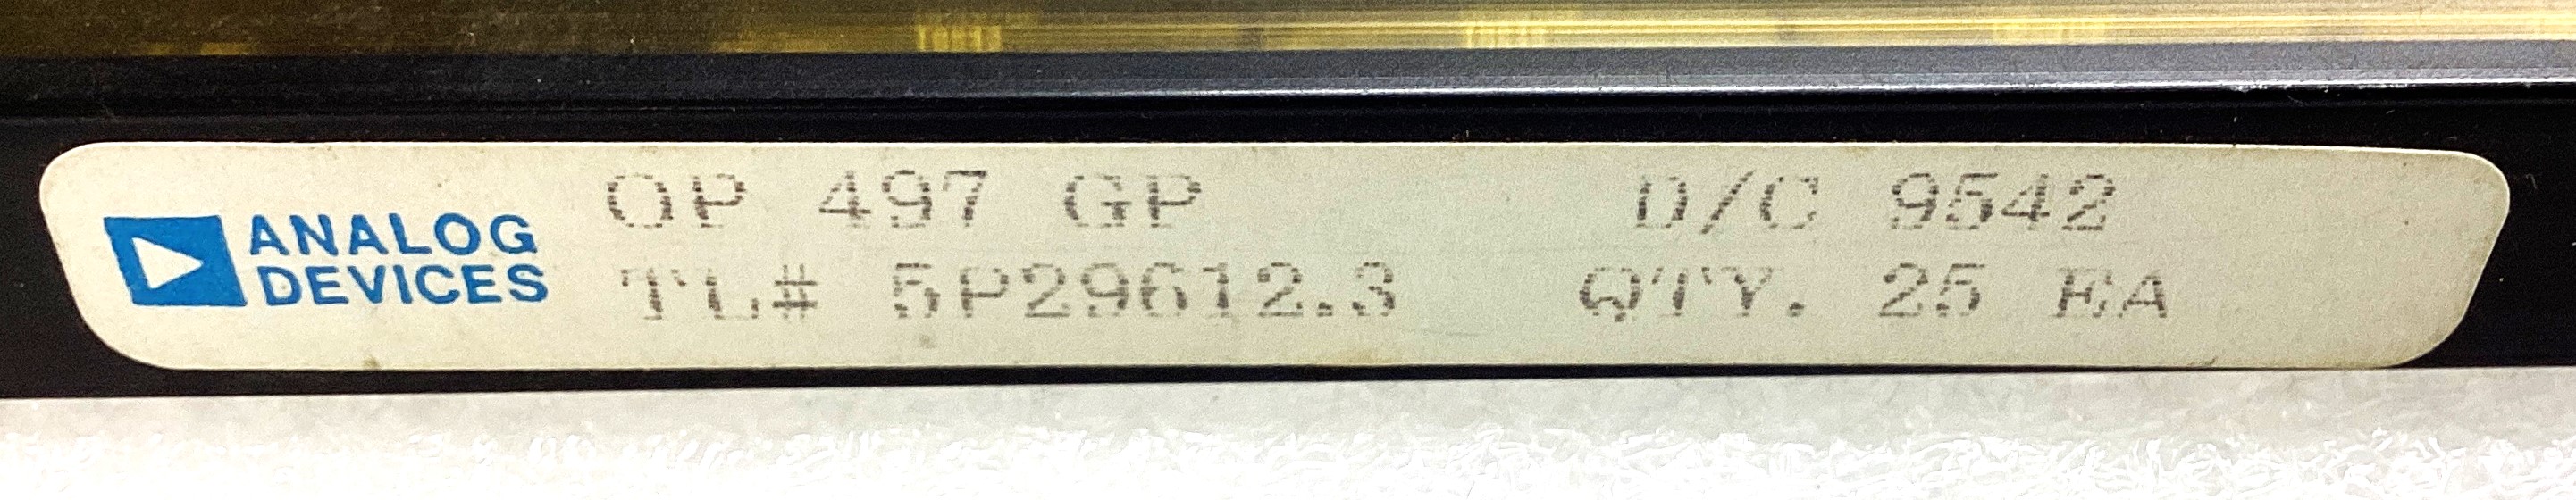 ANALOG
DEVICES
OP 497 GP D/C 9542
TL# 5P29612.3 QTY. 25 EA